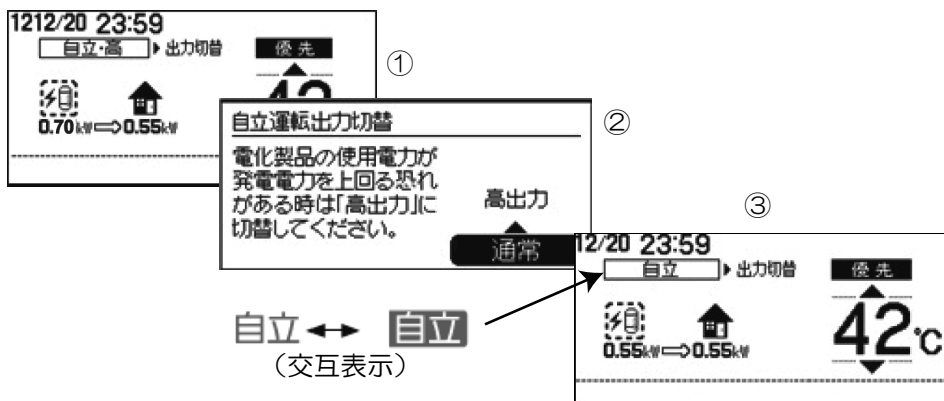 1212/20 23:59
自立・高 ▶ 出力切替 優先
①
0.70kW⇒0.55kW
自立運転出力切替
②
電化製品の使用電力が
発電電力を上回る恐れ
がある時は「高出力」に
切替してください。
高出力
通常
③
12/20 23:59
自立 ▶ 出力切替 優先
42℃
0.55kW⇒0.55kW
自立 ↔ 自立
（交互表示）